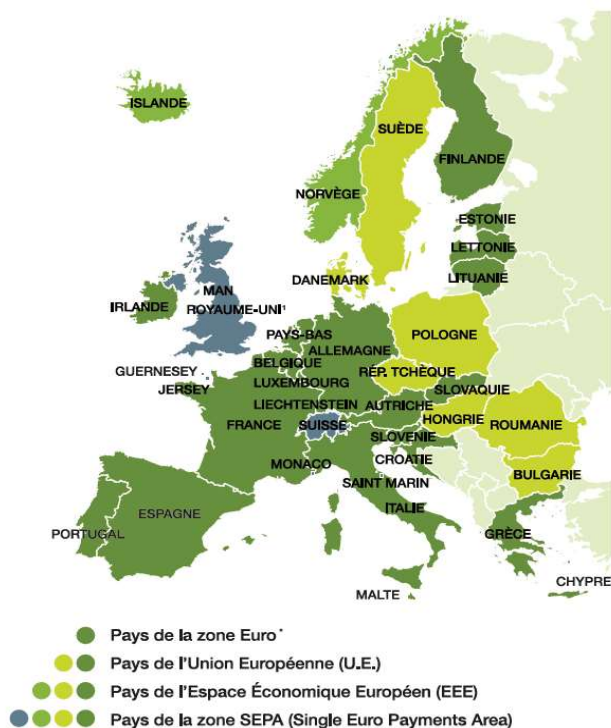 ISLANDE
SUÈDE
FINLANDE
NORVÈGE
ESTONIE
LETTONIE
LITUANIE
DANEMARK
MAN
IRLANDE
ROYAUME-UNI¹
PAYS-BAS
POLOGNE
ALLEMAGNE
BELGIQUE
RÉP. TCHÈQUE
GUERNESEY
JERSEY
LUXEMBOURG
SLOVAQUIE
LIECHTENSTEIN
AUTRICHE
HONGRIE
ROUMANIE
FRANCE
SUISSE
SLOVENIE
CROATIE
MONACO
BULGARIE
SAINT MARIN
ITALIE
ESPAGNE
PORTUGAL
GRÈCE
CHYPRE
MALTE
Pays de la zone Euro*
Pays de l'Union Européenne (U.E.)
Pays de l'Espace Économique Européen (EEE)
Pays de la zone SEPA (Single Euro Payments Area)